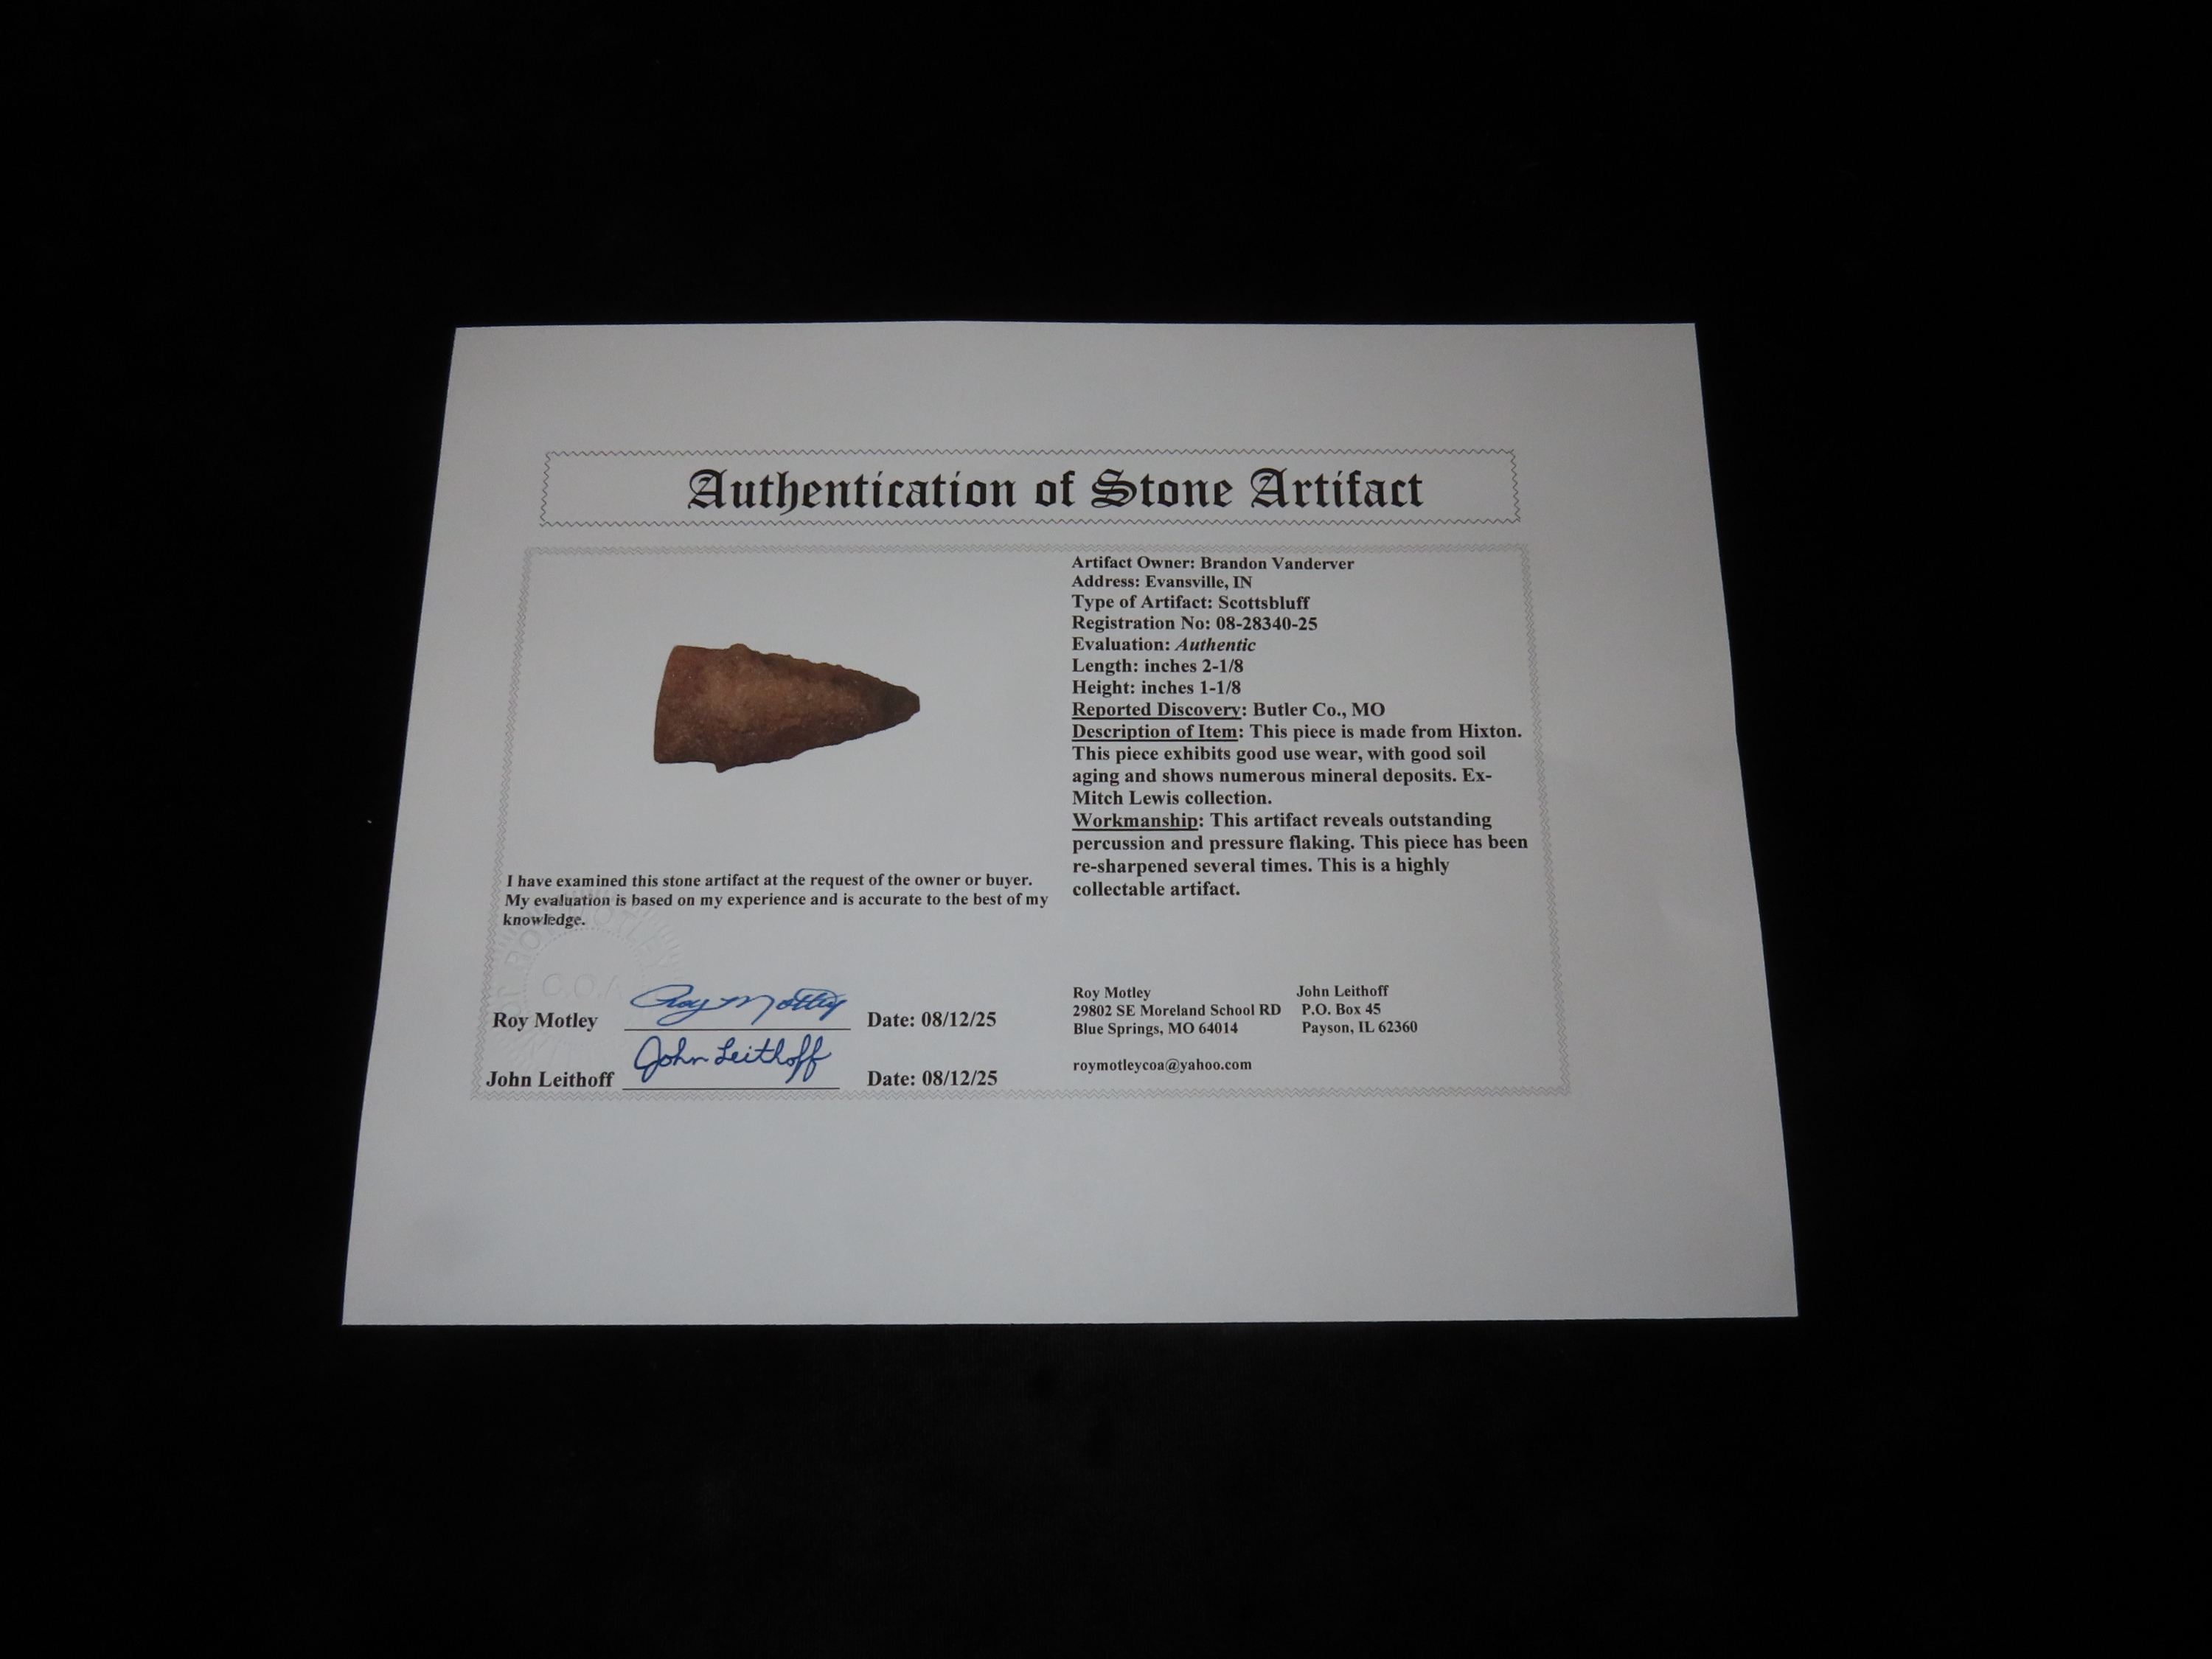 Authentication of Stone Artifact
Artifact Owner: Brandon Vanderver
Address: Evansville, IN
Type of Artifact: Scottsbluff
Registration No: 08-28340-25
Evaluation: Authentic
Length: inches 2-1/8
Height: inches 1-1/8
Reported Discovery: Butler Co., MO
Description of Item: This piece is made from Hixton.
This piece exhibits good use wear, with good soil
aging and shows numerous mineral deposits. Ex-
Mitch Lewis collection.
Workmanship: This artifact reveals outstanding
percussion and pressure flaking. This piece has been
re-sharpened several times. This is a highly
collectable artifact.
I have examined this stone artifact at the request of the owner or buyer.
My evaluation is based on my experience and is accurate to the best of my
knowledge.
C.O.A
Roy Motley Roy Motley Date: 08/12/25
John Leithoff John Leithoff Date: 08/12/25
Roy Motley John Leithoff
29802 SE Moreland School RD P.O. Box 45
Blue Springs, MO 64014 Payson, IL 62360
roymotleycoa@yahoo.com